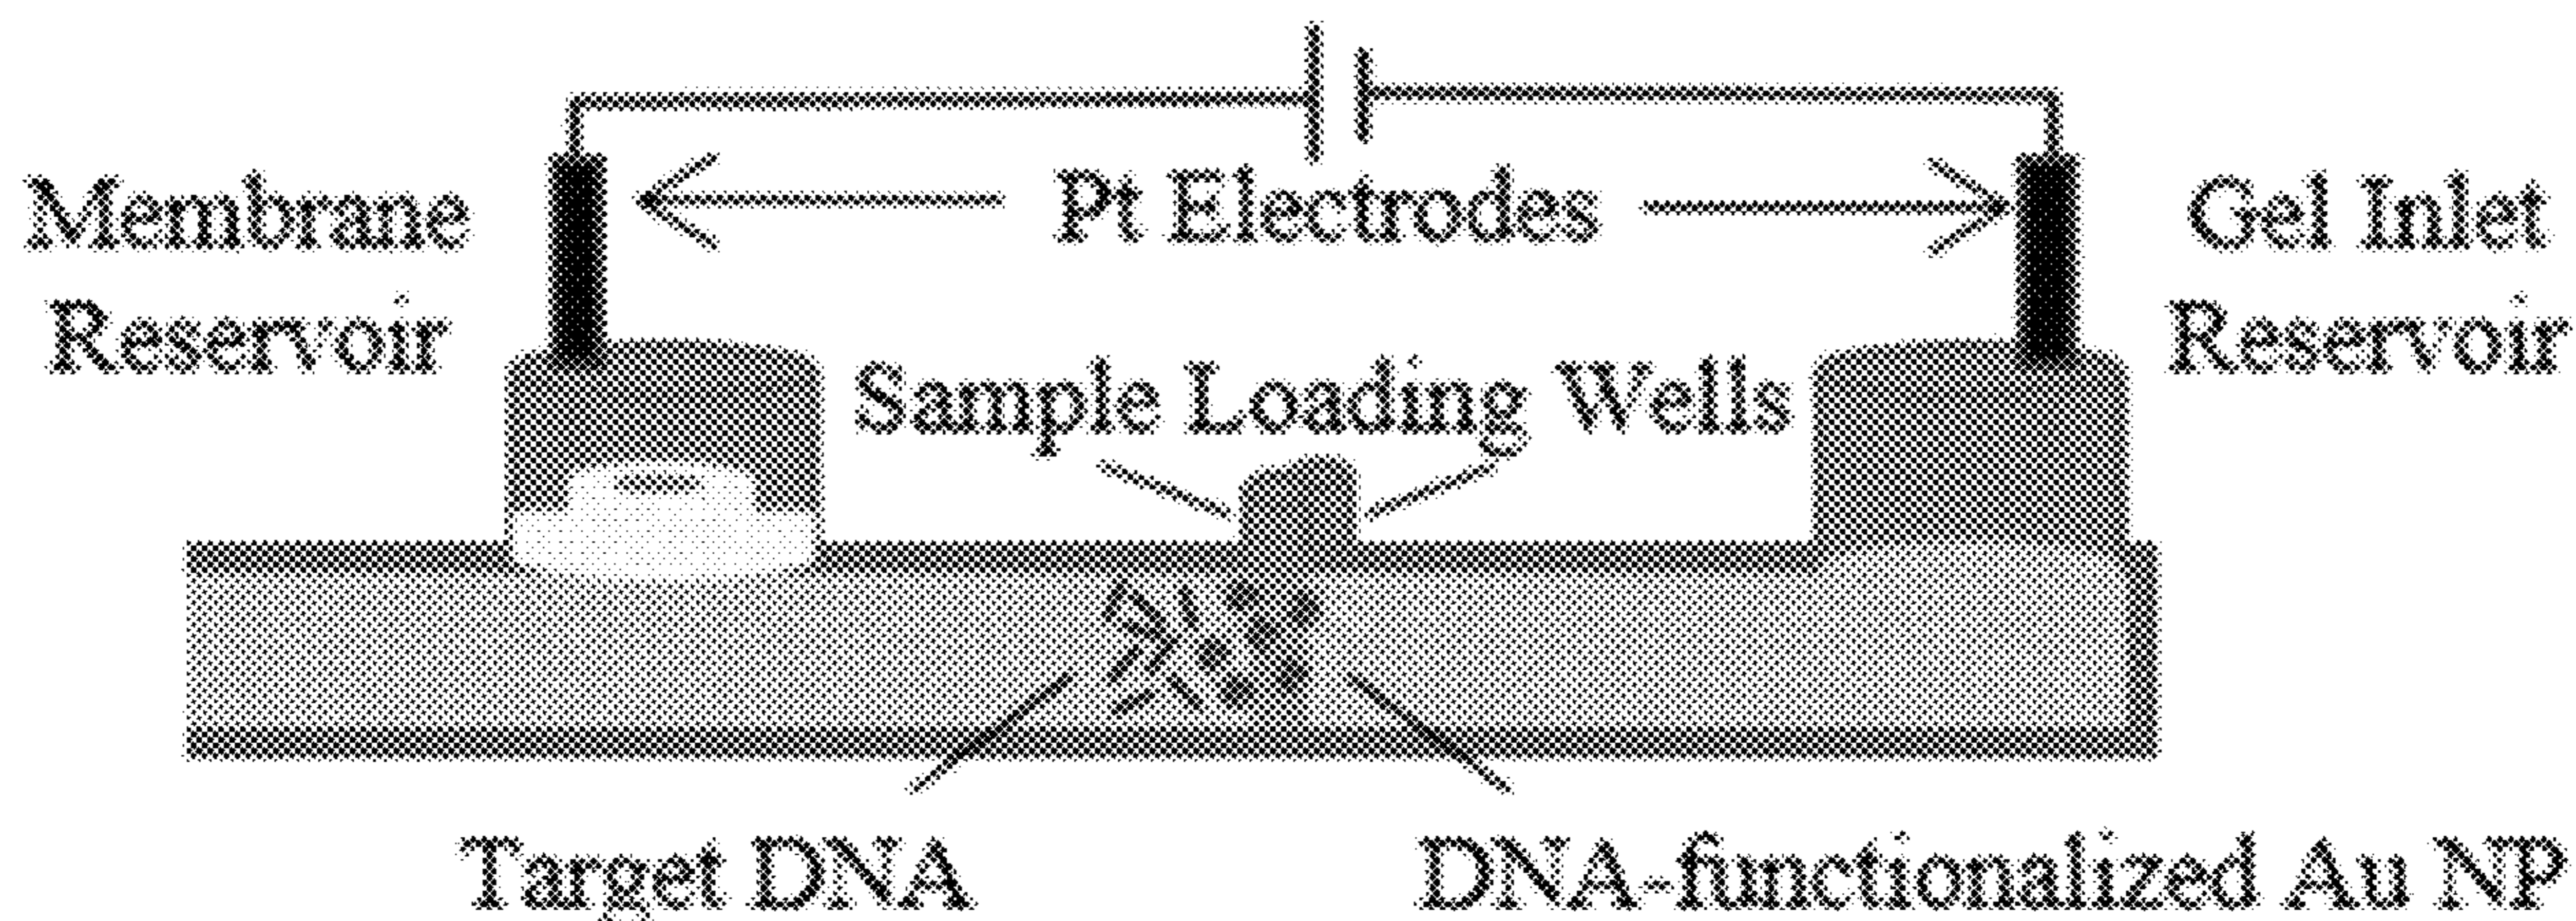 Membrane
Reservoir
Pt Electrodes
Gel Inlet
Reservoir
Sample Loading Wells
Target DNA
DNA-functionalized Au NP